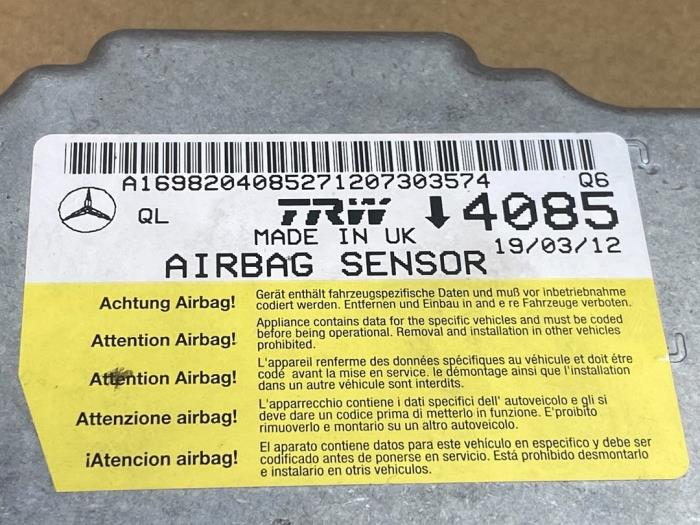 A1698204085271207303574 Q6
QL TRW 4085
MADE IN UK 19/03/12
AIRBAG SENSOR
Achtung Airbag! Gerät enthält fahrzeugspezifische Daten und muß vor inbetriebnahme
codiert werden. Entfernen und Einbau in and e re Fahrzeuge verboten.
Attention Airbag! Appliance contains data for the specific vehicles and must be coded
before being operational. Removal and installation in other vehicles
prohibited.
Attention Airbag! L'appareil renferme des données spécifiques au véhicule et doit étre
codé avant la mise en service. le démontage ainsi que l'installation
dans un autre véhicule sont interdits.
Attenzione airbag! L'apparrecchio contiene i dati specifici dell' autoveicolo e gli si
deve dare un codice prima di metterlo in funzione. E'proibito
rimuoverlo e montario su un altro autoveicolo.
¡Atencion airbag! El aparato contiene datos para este vehículo en especifico y debe ser
codificado antes de ponerse en servicio. Está prohibido desmontarlo
e instalario en otris vehiculos.